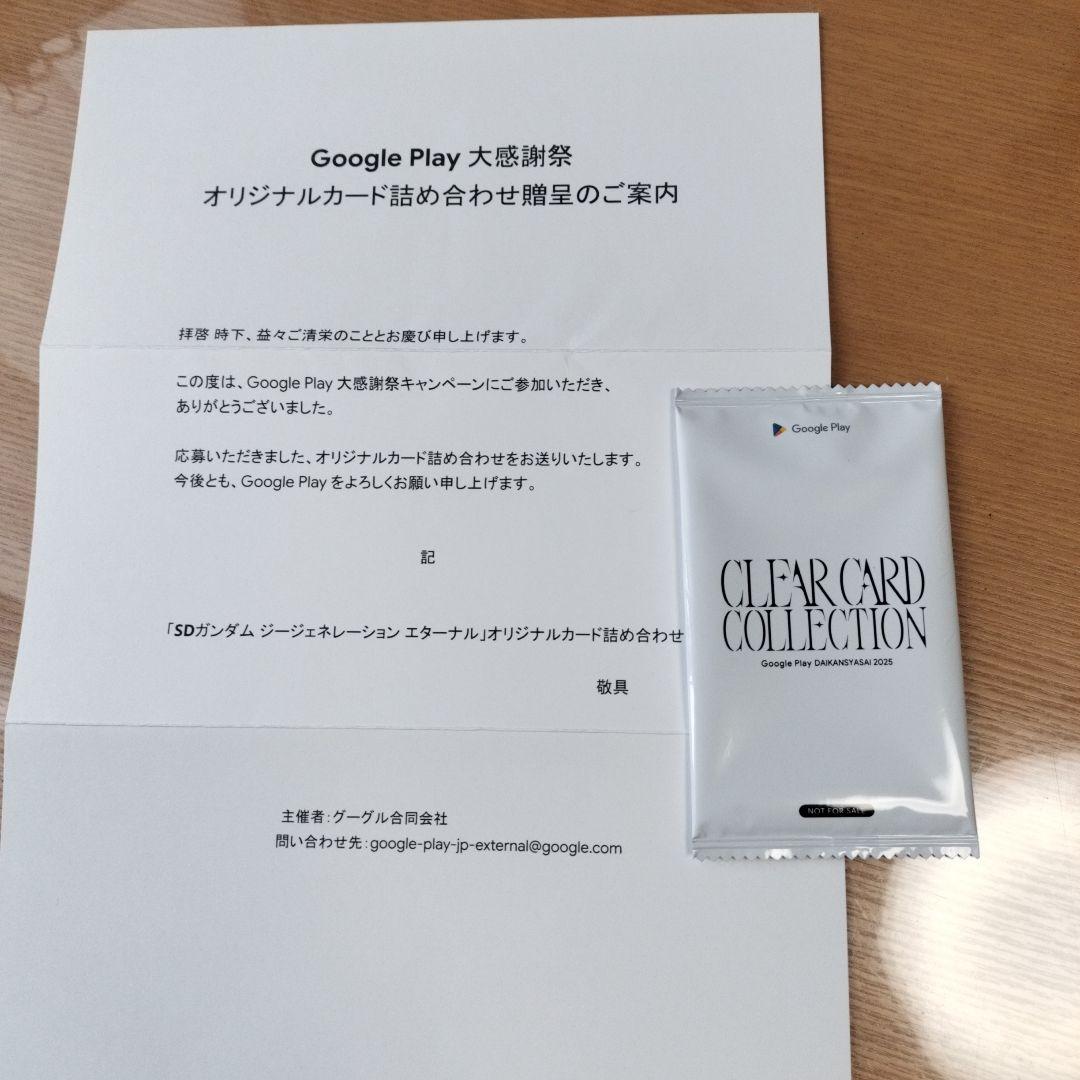 Google Play 大感謝祭
オリジナルカード詰め合わせ贈呈のご案内
拝啓 時下、益々ご清栄のこととお慶び申し上げます。
この度は、Google Play 大感謝祭キャンペーンにご参加いただき、
ありがとうございました。
応募いただきました、オリジナルカード詰め合わせをお送りいたします。
今後とも、Google Play をよろしくお願い申し上げます。
記
「SDガンダム ジージェネレーション エターナル」オリジナルカード詰め合わせ
敬具
主催者：グーグル合同会社
問い合わせ先：google-play-jp-external@google.com
Google Play
CLEAR CARD
COLLECTION
Google Play DAIKANSYASAI 2025
NOT FOR SALE